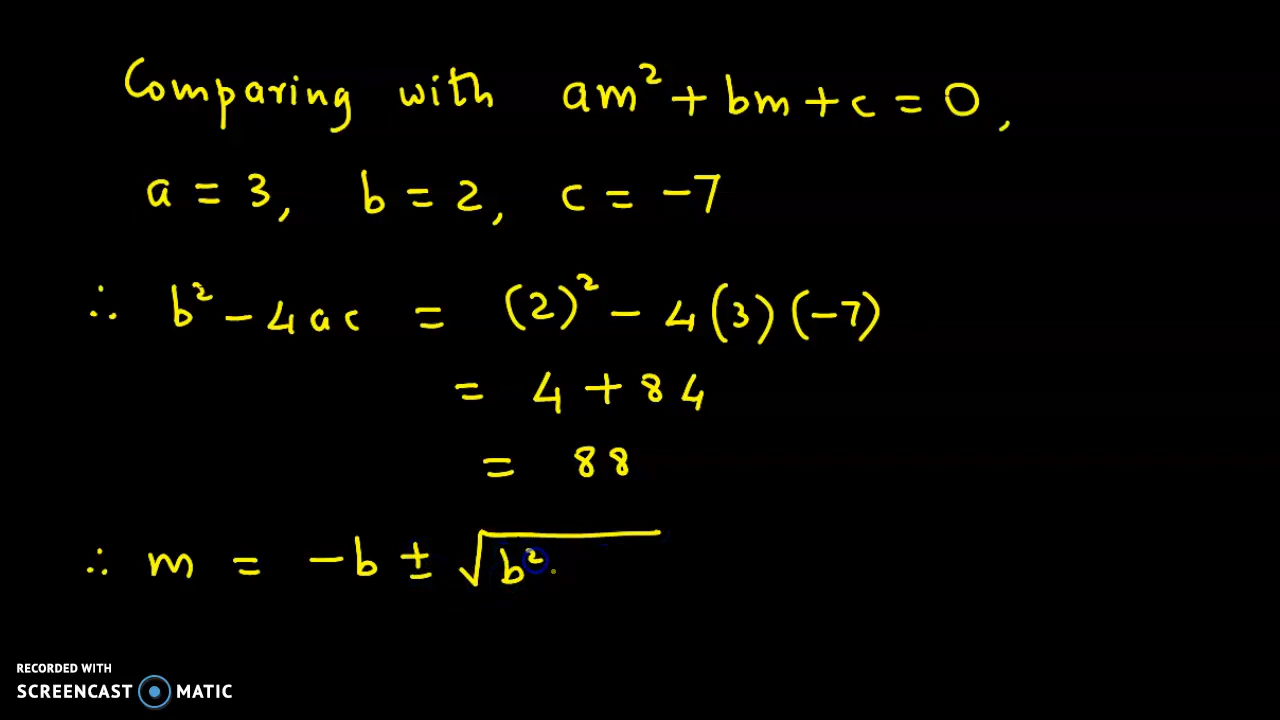 Comparing with am² + bm + c = 0,
a = 3, b = 2, c = -7
∴ b² - 4ac = (2)² - 4(3)(-7)
= 4 + 84
= 88
∴ m = -b ± √b²
RECORDED WITH
SCREENCAST MATIC